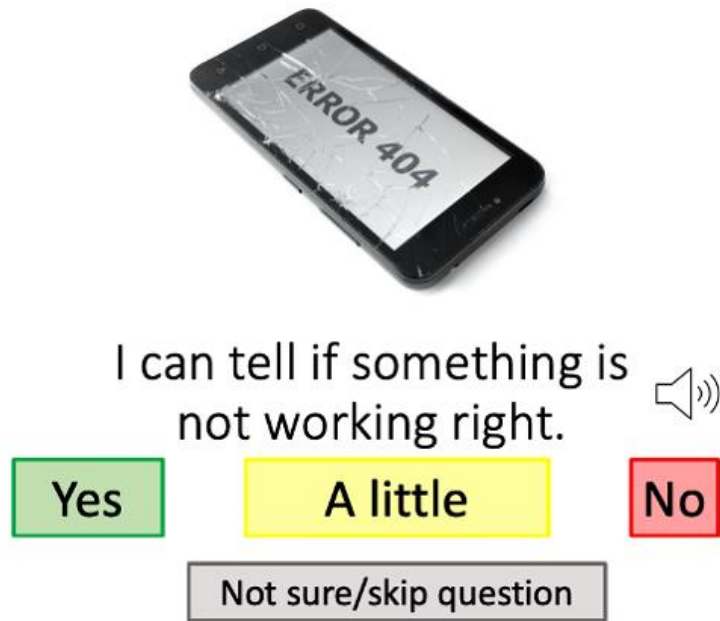 ERROR 404
I can tell if something is
not working right.
Yes
A little
No
Not sure/skip question